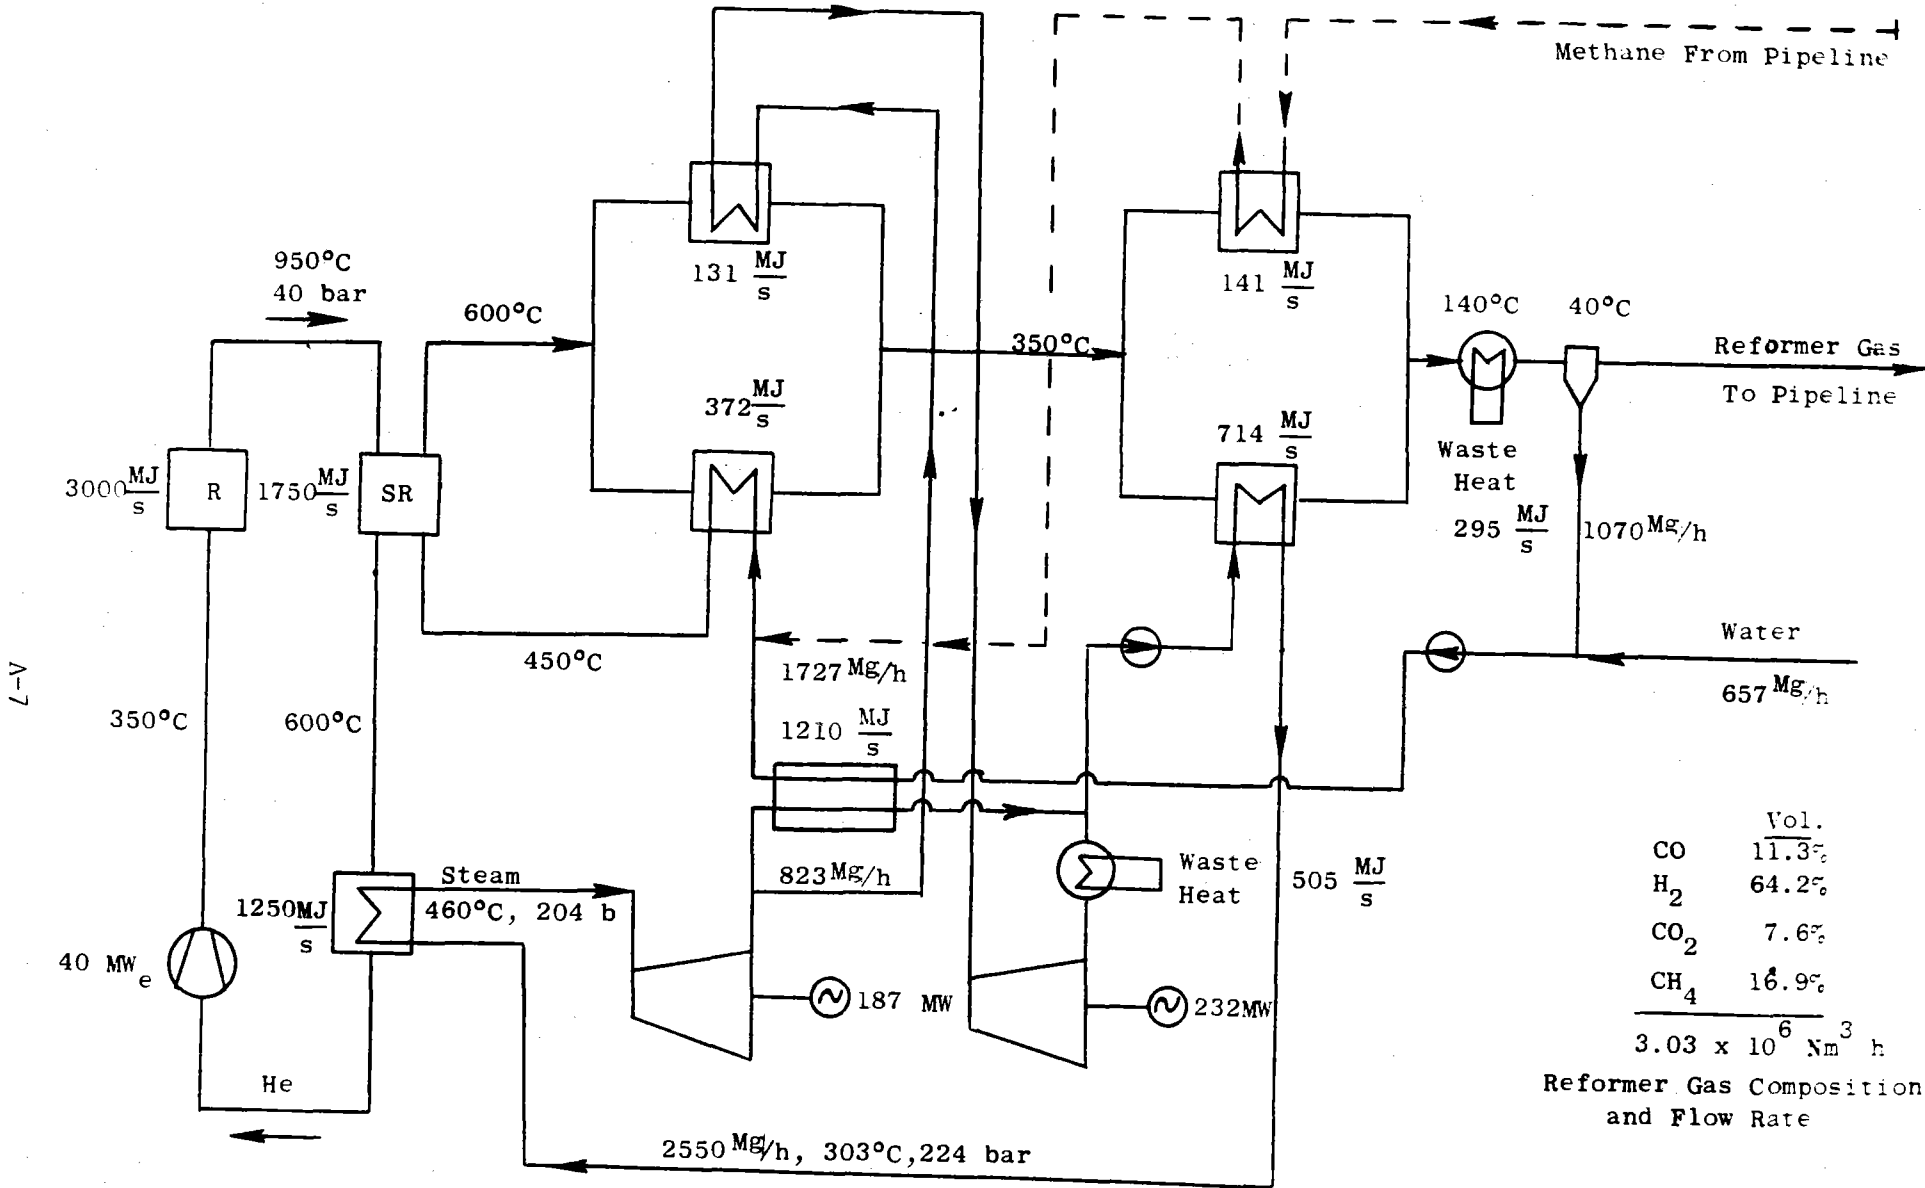 Methane From Pipeline
950°C
40 bar
600°C
131 MJ/s
141 MJ/s
140°C
40°C
350°C
Reformer Gas
To Pipeline
372 MJ/s
714 MJ/s
Waste
Heat
295 MJ/s
1070 Mg/h
3000 MJ/s
R
1750 MJ/s
SR
450°C
1727 Mg/h
Water
657 Mg/h
V-7
350°C
600°C
1210 MJ/s
Steam
460°C, 204 b
823 Mg/h
Waste
Heat
505 MJ/s
1250MJ/s
40 MWe
187 MW
232MW
He
2550 Mg/h, 303°C, 224 bar
Vol.
CO 11.3%
H2 64.2%
CO2 7.6%
CH4 16.9%
3.03 x 10^6 Nm^3 h
Reformer Gas Composition
and Flow Rate